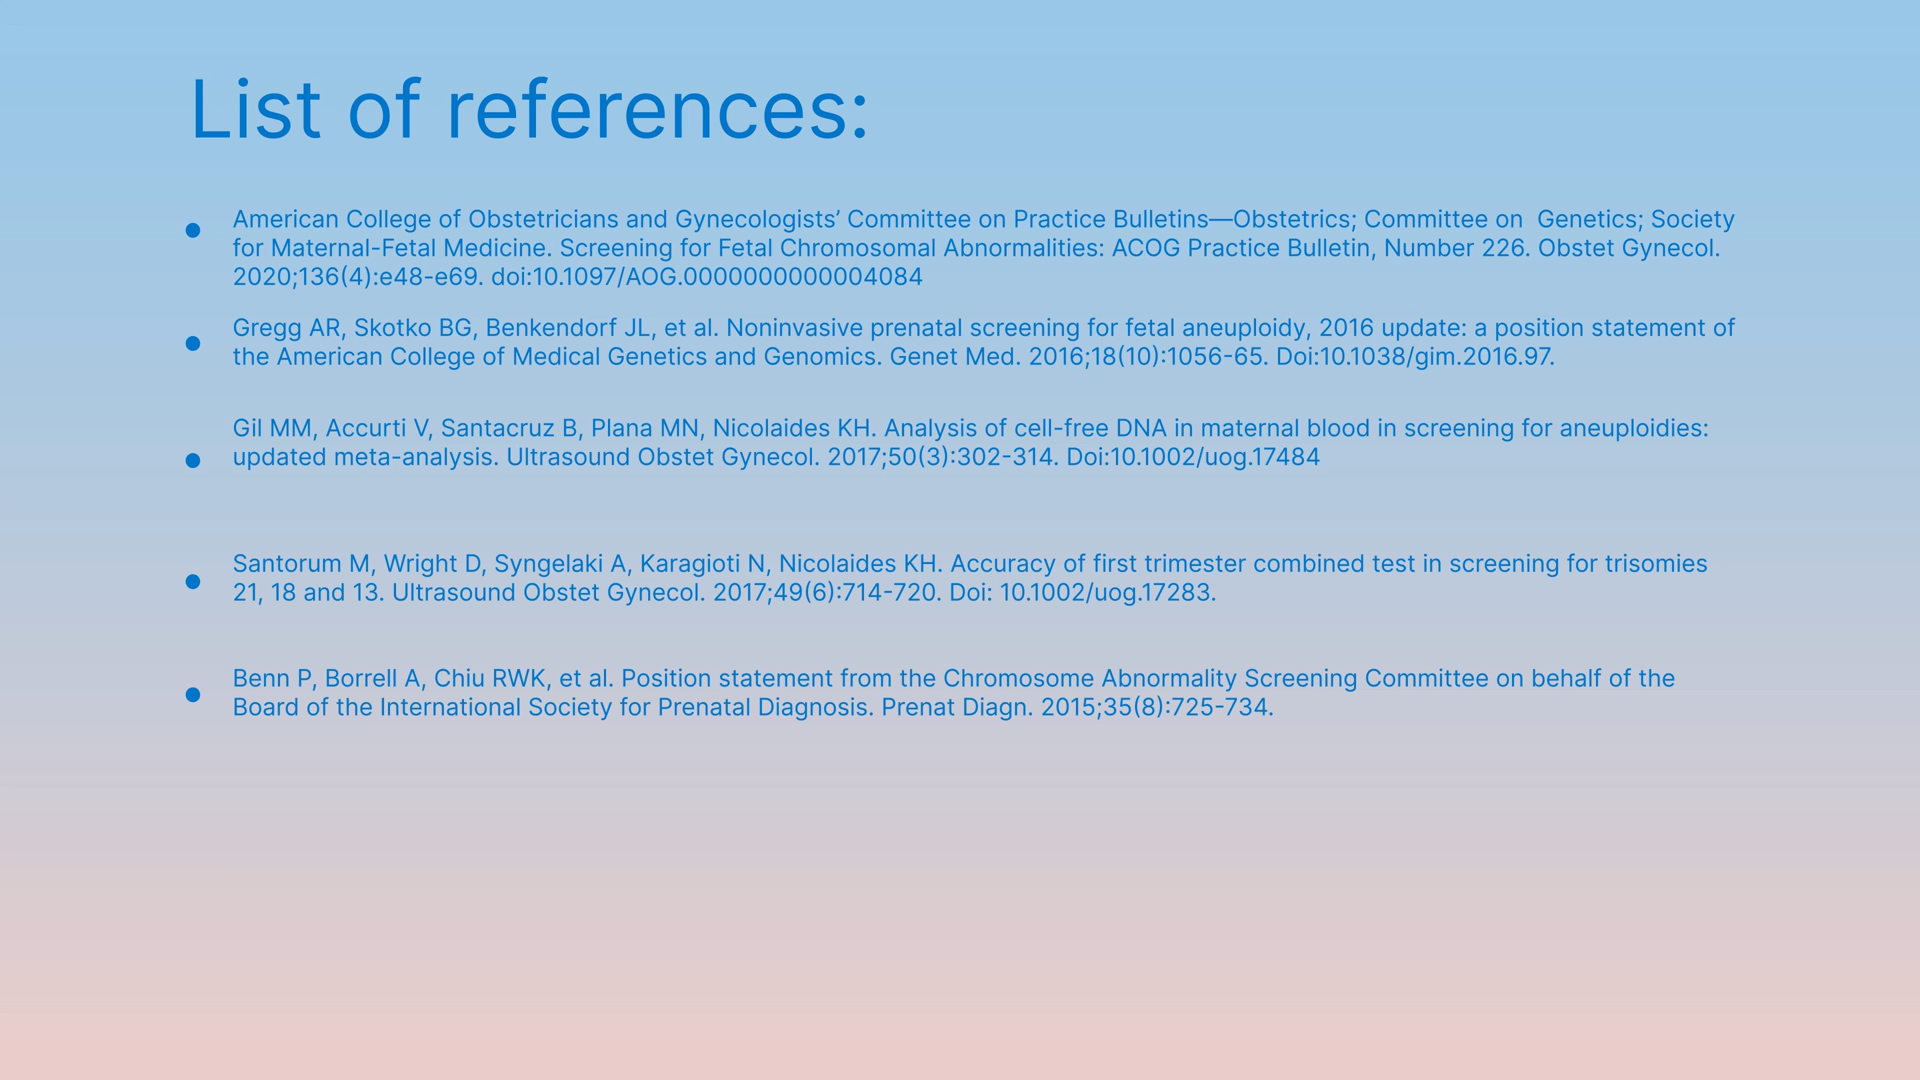 List of references:
• American College of Obstetricians and Gynecologists’ Committee on Practice Bulletins—Obstetrics; Committee on  Genetics; Society
for Maternal-Fetal Medicine. Screening for Fetal Chromosomal Abnormalities: ACOG Practice Bulletin, Number 226. Obstet Gynecol.
2020;136(4):e48-e69. doi:10.1097/AOG.0000000000004084
• Gregg AR, Skotko BG, Benkendorf JL, et al. Noninvasive prenatal screening for fetal aneuploidy, 2016 update: a position statement of
the American College of Medical Genetics and Genomics. Genet Med. 2016;18(10):1056-65. Doi:10.1038/gim.2016.97.
• Gil MM, Accurti V, Santacruz B, Plana MN, Nicolaides KH. Analysis of cell-free DNA in maternal blood in screening for aneuploidies:
updated meta-analysis. Ultrasound Obstet Gynecol. 2017;50(3):302-314. Doi:10.1002/uog.17484
• Santorum M, Wright D, Syngelaki A, Karagioti N, Nicolaides KH. Accuracy of first trimester combined test in screening for trisomies
21, 18 and 13. Ultrasound Obstet Gynecol. 2017;49(6):714-720. Doi: 10.1002/uog.17283.
• Benn P, Borrell A, Chiu RWK, et al. Position statement from the Chromosome Abnormality Screening Committee on behalf of the
Board of the International Society for Prenatal Diagnosis. Prenat Diagn. 2015;35(8):725-734.